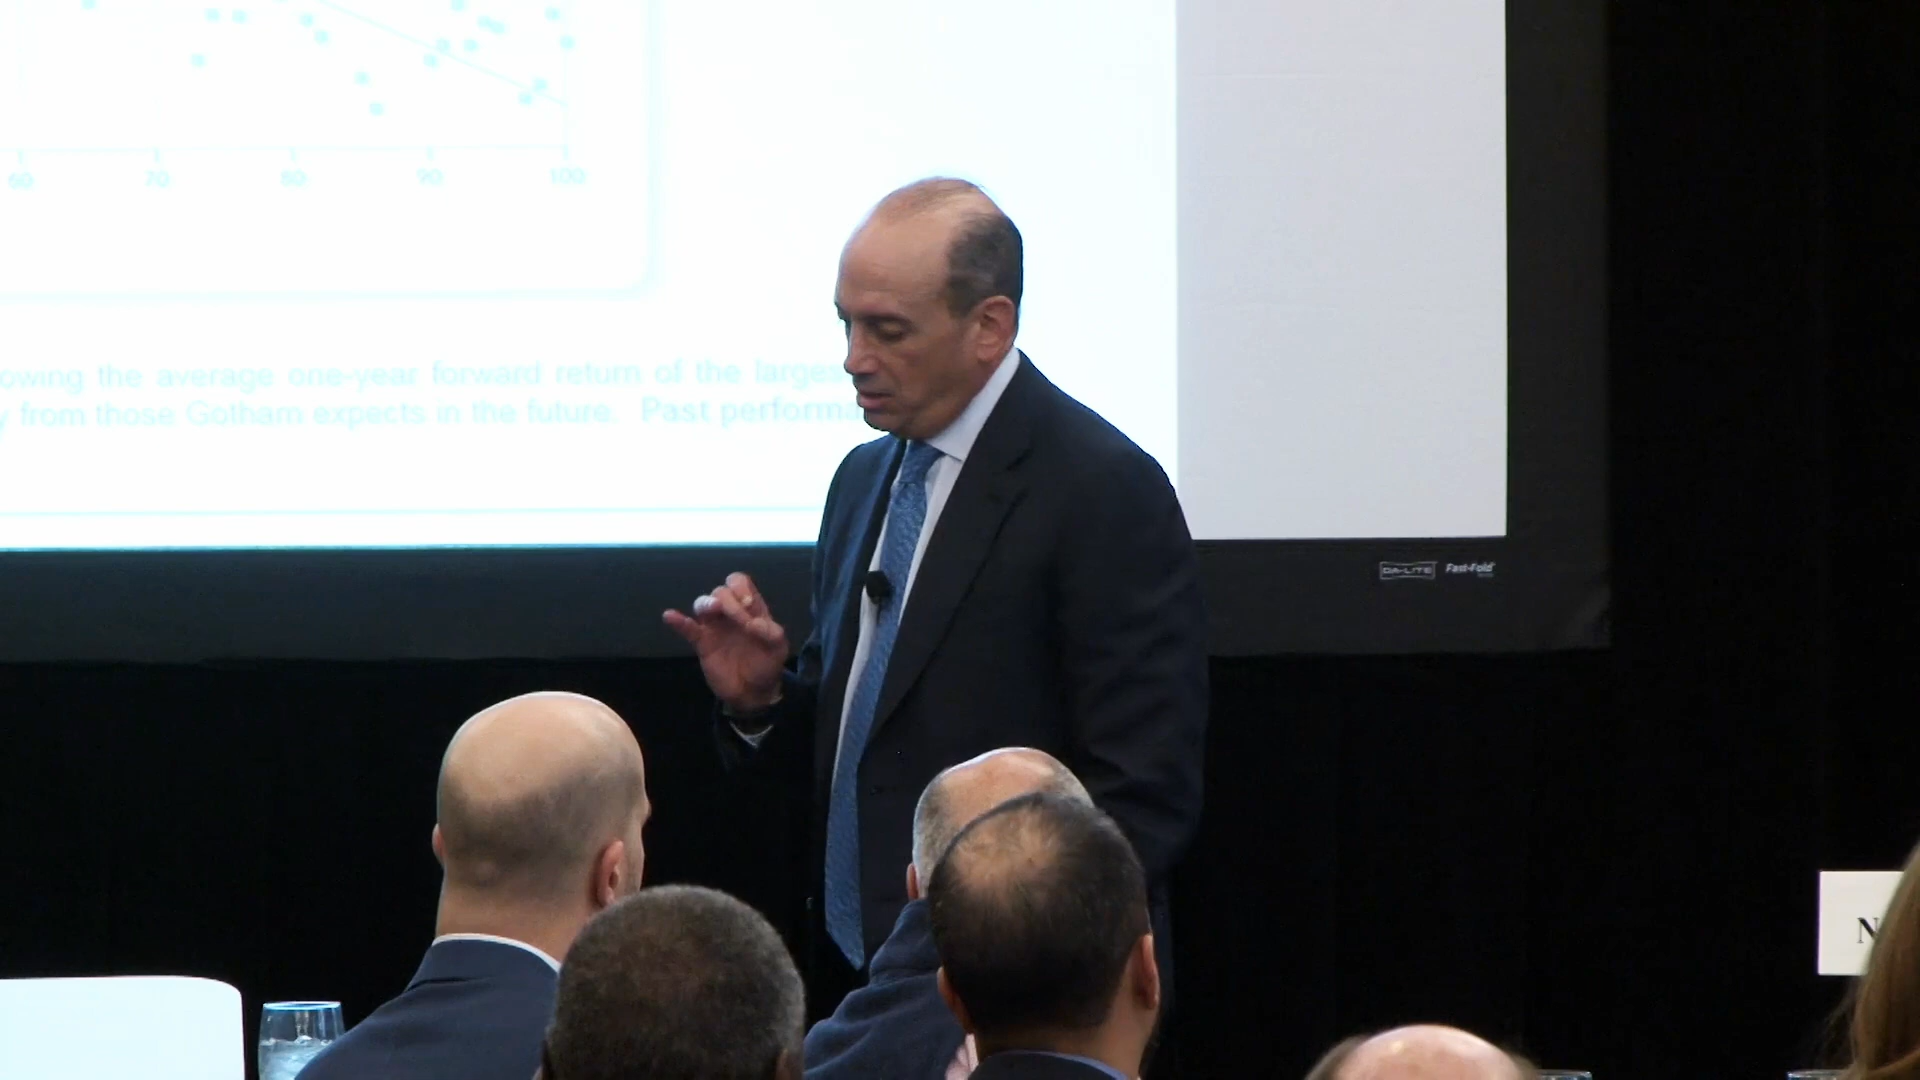 60 70 80 90 100
owing the average one-year forward return of the larges
y from those Gotham expects in the future. Past performa
DA-LITE Fast-Fold
N